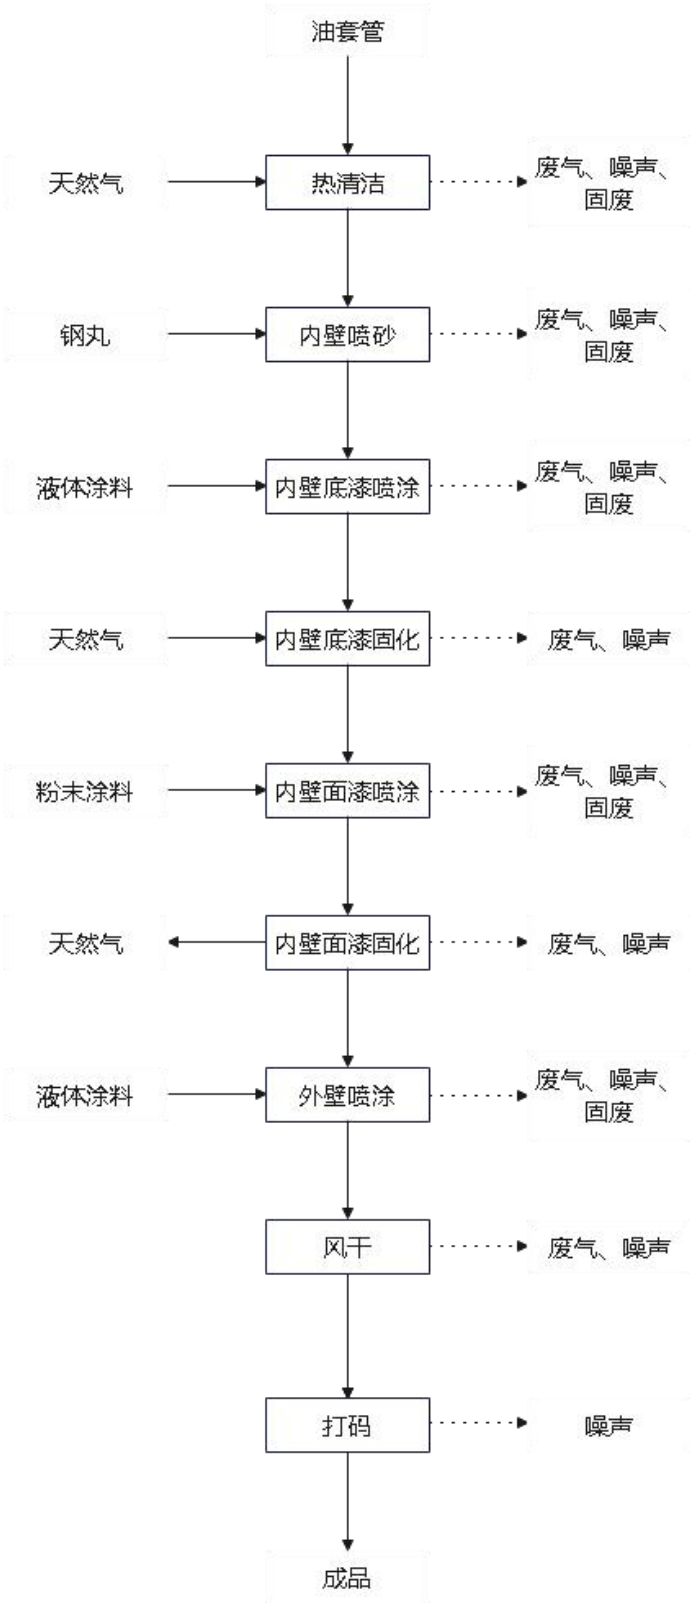 油套管
天然气
热清洁
废气、噪声、
固废
钢丸
内壁喷砂
废气、噪声、
固废
液体涂料
内壁底漆喷涂
废气、噪声、
固废
天然气
内壁底漆固化
废气、噪声
粉末涂料
内壁面漆喷涂
废气、噪声、
固废
天然气
内壁面漆固化
废气、噪声
液体涂料
外壁喷涂
废气、噪声、
固废
风干
废气、噪声
打码
噪声
成品